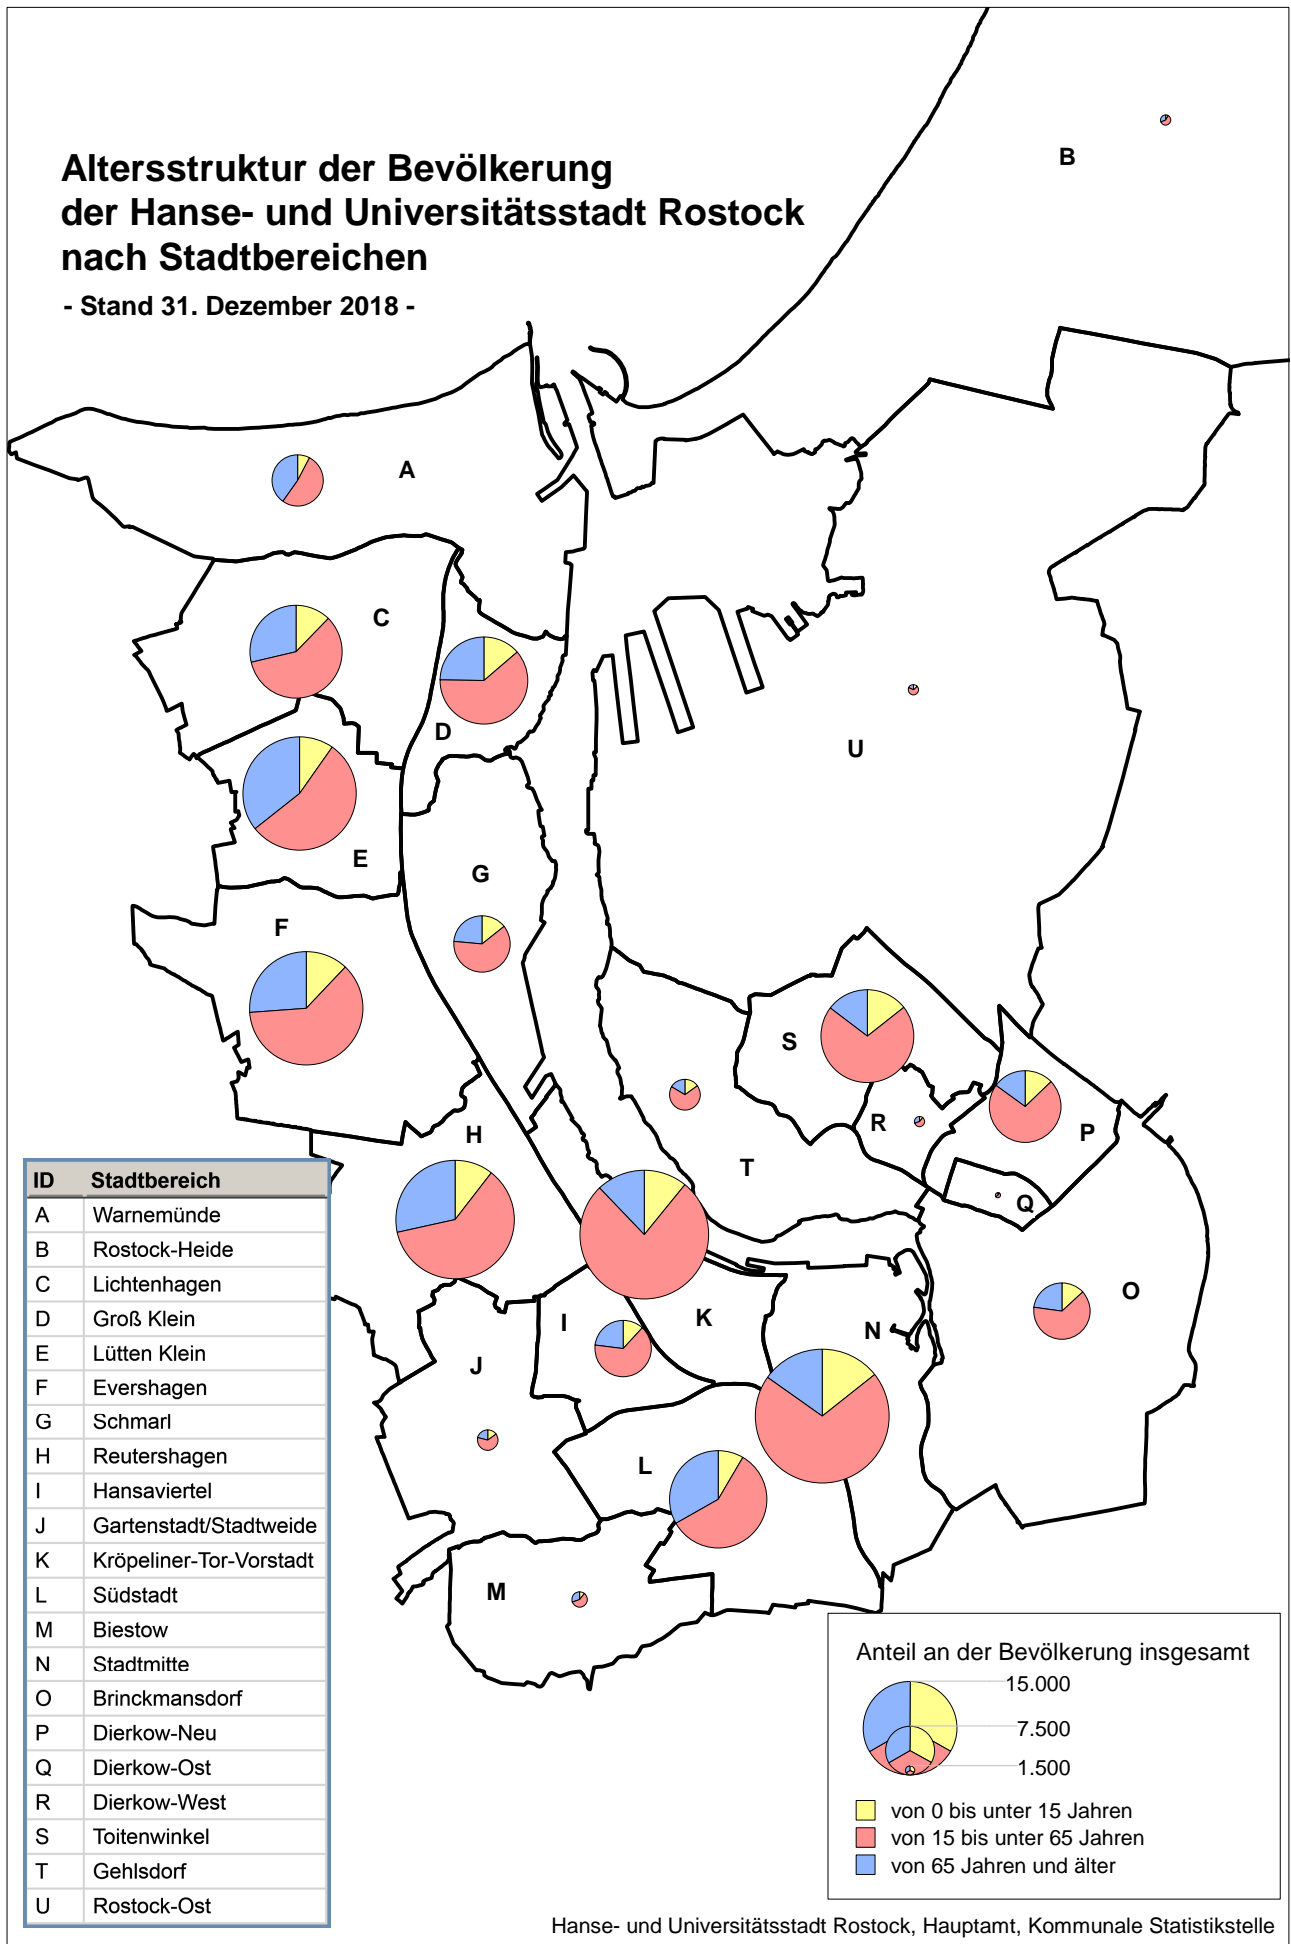 Altersstruktur der Bevölkerung
der Hanse- und Universitätsstadt Rostock
nach Stadtbereichen
- Stand 31. Dezember 2018 -
B
A
C
D
U
E
G
F
S
R
P
H
T
Q
O
I
K
N
J
L
M
ID Stadtbereich
A Warnemünde
B Rostock-Heide
C Lichtenhagen
D Groß Klein
E Lütten Klein
F Evershagen
G Schmarl
H Reutershagen
I Hansaviertel
J Gartenstadt/Stadtweide
K Kröpeliner-Tor-Vorstadt
L Südstadt
M Biestow
N Stadtmitte
O Brinckmansdorf
P Dierkow-Neu
Q Dierkow-Ost
R Dierkow-West
S Toitenwinkel
T Gehlsdorf
U Rostock-Ost
Anteil an der Bevölkerung insgesamt
15.000
7.500
1.500
von 0 bis unter 15 Jahren
von 15 bis unter 65 Jahren
von 65 Jahren und älter
Hanse- und Universitätsstadt Rostock, Hauptamt, Kommunale Statistikstelle